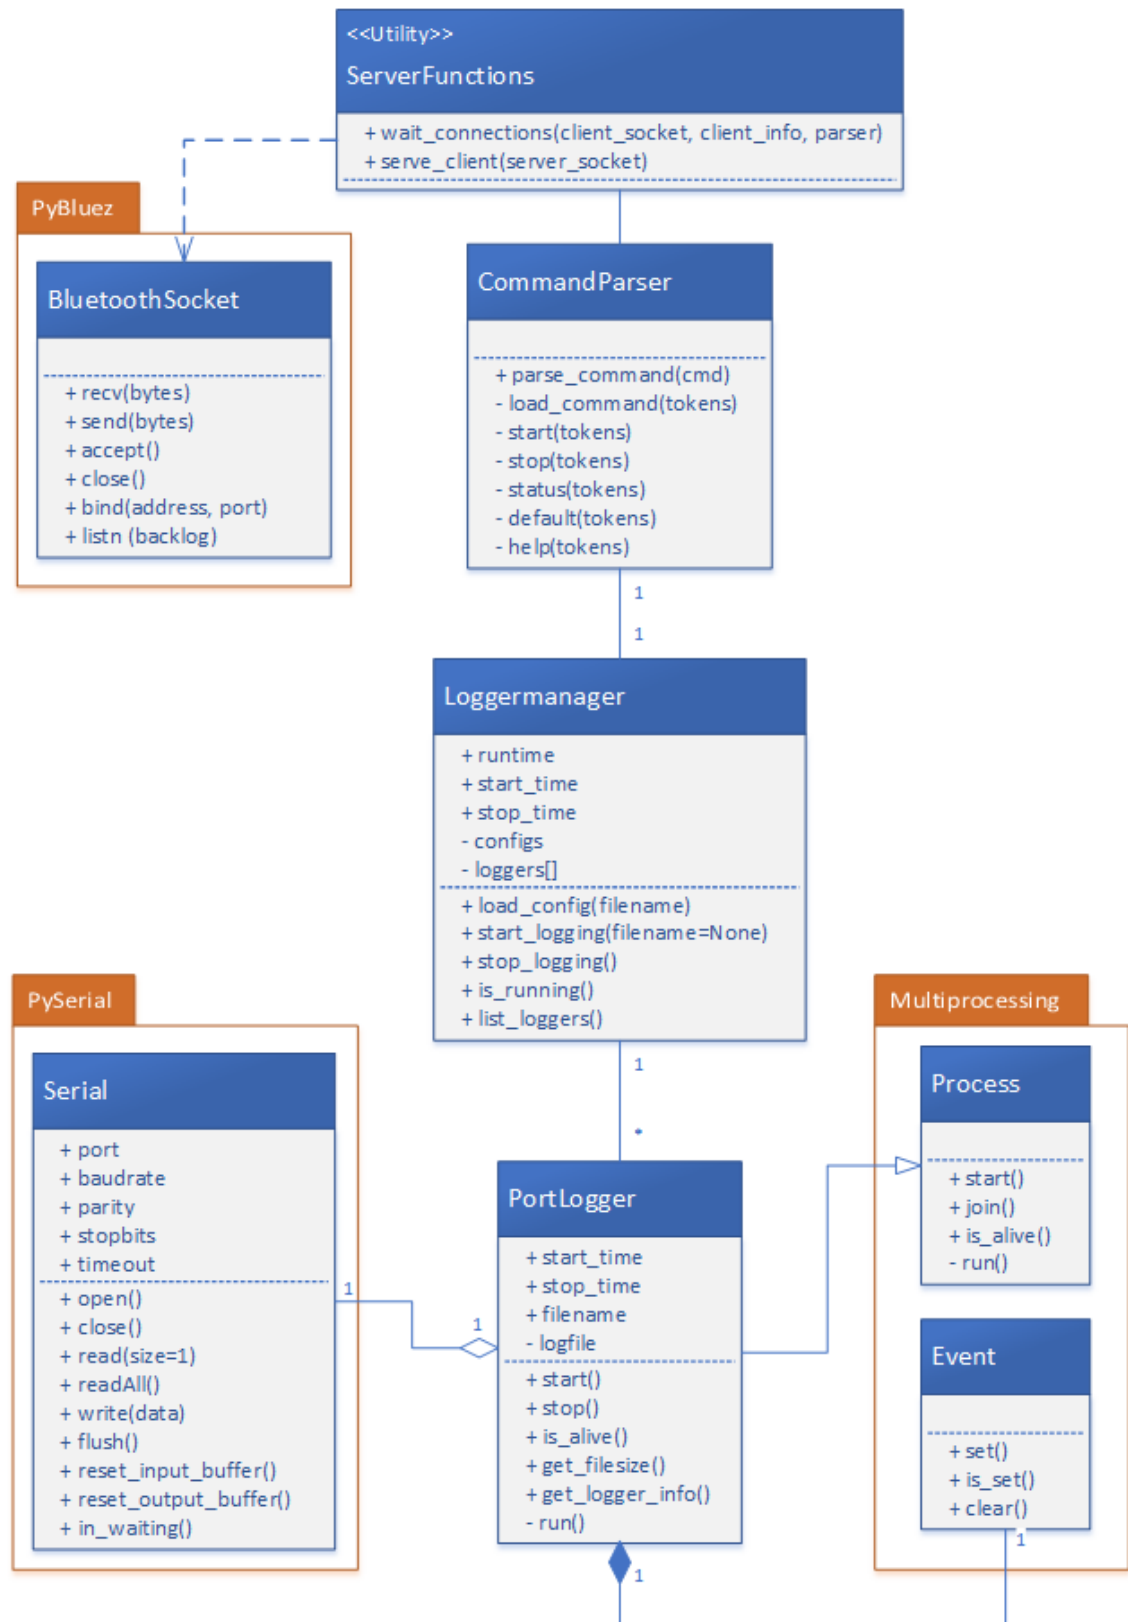 <<Utility>>
ServerFunctions
+ wait_connections(client_socket, client_info, parser)
+ serve_client(server_socket)
PyBluez
BluetoothSocket
+ recv(bytes)
+ send(bytes)
+ accept()
+ close()
+ bind(address, port)
+ listn (backlog)
CommandParser
+ parse_command(cmd)
- load_command(tokens)
- start(tokens)
- stop(tokens)
- status(tokens)
- default(tokens)
- help(tokens)
1
1
Loggermanager
+ runtime
+ start_time
+ stop_time
- configs
- loggers[]
+ load_config(filename)
+ start_logging(filename=None)
+ stop_logging()
+ is_running()
+ list_loggers()
1
*
PySerial
Serial
+ port
+ baudrate
+ parity
+ stopbits
+ timeout
+ open()
+ close()
+ read(size=1)
+ readAll()
+ write(data)
+ flush()
+ reset_input_buffer()
+ reset_output_buffer()
+ in_waiting()
1
1
PortLogger
+ start_time
+ stop_time
+ filename
- logfile
+ start()
+ stop()
+ is_alive()
+ get_filesize()
+ get_logger_info()
- run()
1
Multiprocessing
Process
+ start()
+ join()
+ is_alive()
- run()
Event
+ set()
+ is_set()
+ clear()
1